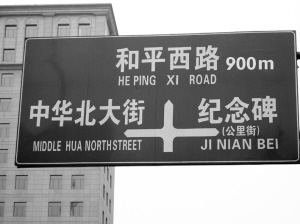 和平西路 900m
HE PING XI ROAD
中华北大街 纪念碑
(公里街)
MIDDLE HUA NORTHSTREET JI NIAN BEI